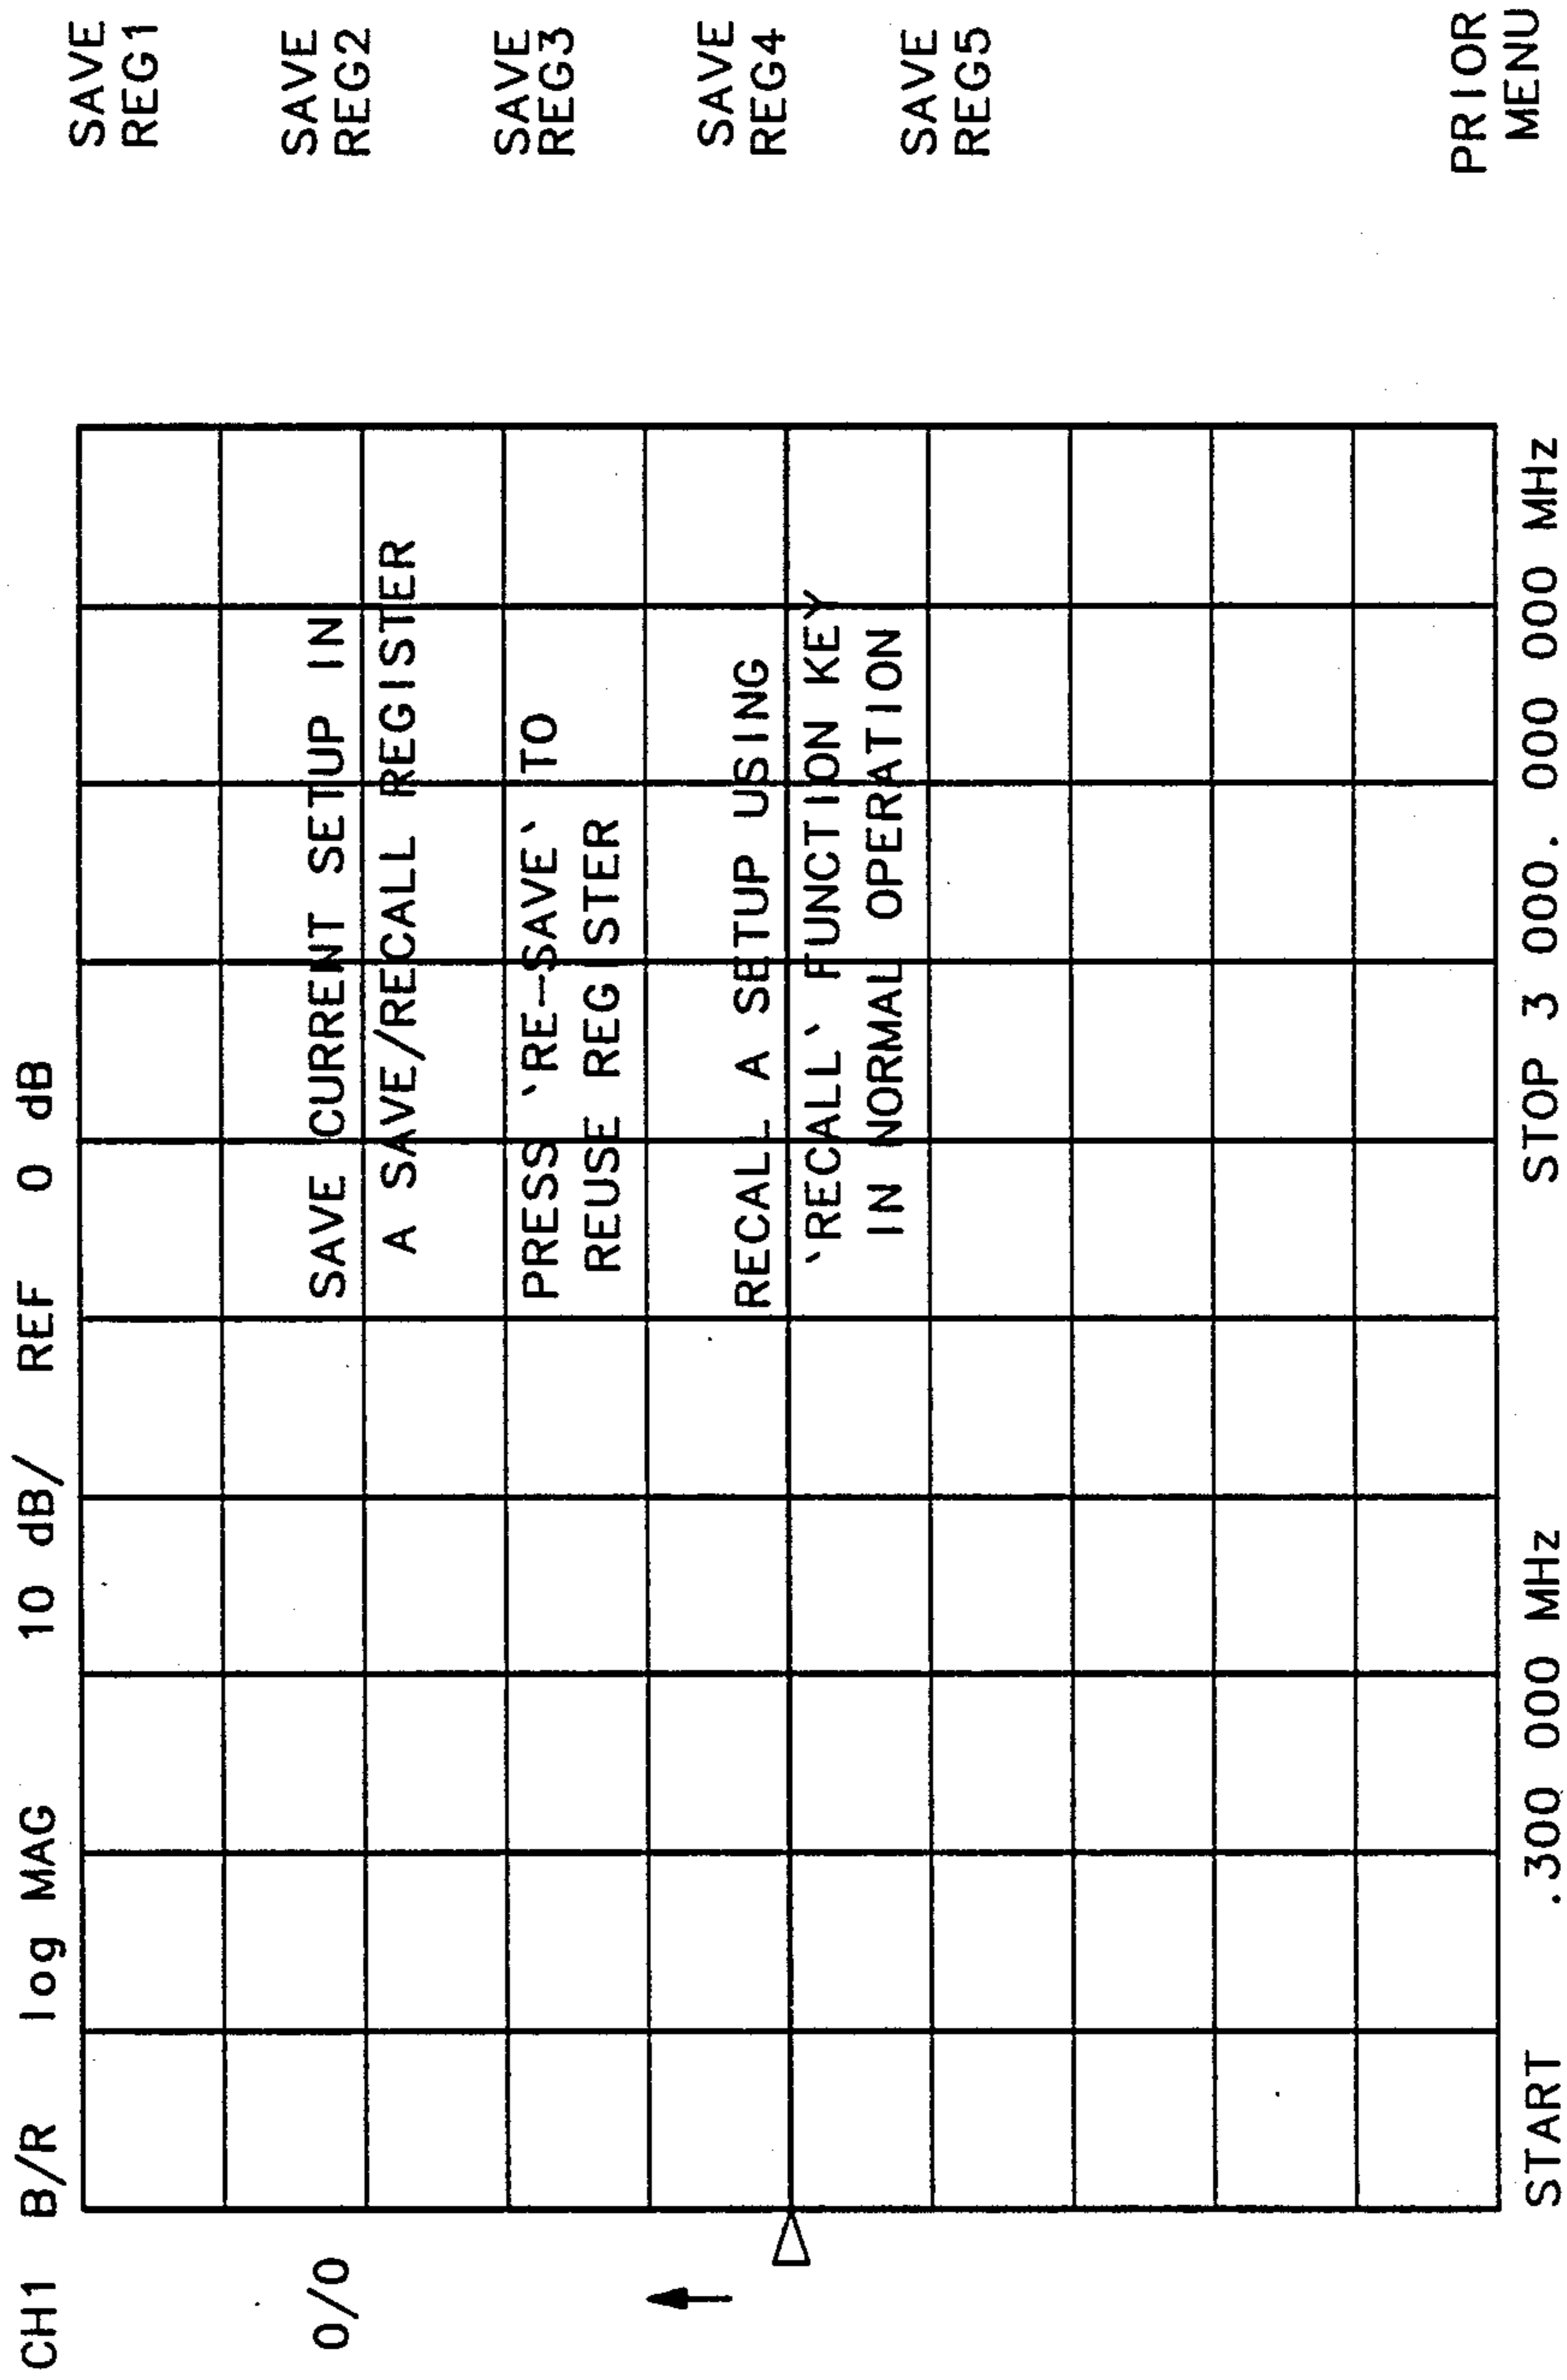 CH1 B/R log MAG 10 dB/ REF 0 dB
O/O
SAVE CURRENT SETUP IN
A SAVE/RECALL REGISTER
PRESS `RE-SAVE` TO
REUSE REGISTER
RECALL A SETUP USING
`RECALL` FUNCTION KEY
IN NORMAL OPERATION
START .300 000 MHz STOP 3 000. 000 000 MHz
SAVE
REG1
SAVE
REG2
SAVE
REG3
SAVE
REG4
SAVE
REG5
PRIOR
MENU